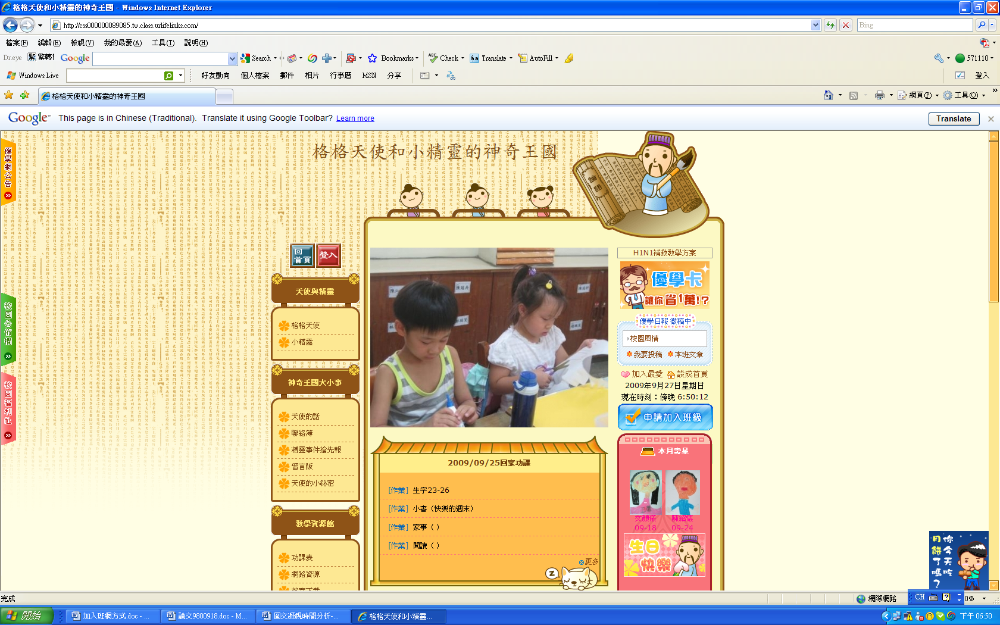 格格天使和小精靈的神奇王國 - Windows Internet Explorer
http://css000000089085.tw.class.urlifelinks.com/
Bing
檔案(F) 編輯(E) 檢視(V) 我的最愛(A) 工具(T) 說明(H)
Dr.eye 繁 繁轉
Google Search Bookmarks Check Translate AutoFill 571110
Windows Live 好友動向 個人檔案 郵件 相片 行事曆 MSN 分享 登入
格格天使和小精靈的神奇王國 網頁(P) 工具(O)
Google This page is in Chinese (Traditional). Translate it using Google Toolbar? Learn more Translate
優學網公告
校園公佈欄
校園福利社
格格天使和小精靈的神奇王國
論語
回首頁 登入
天使與精靈
格格天使
小精靈
神奇王國大小事
天使的話
聯絡簿
精靈事件搶先報
留言版
天使的小祕密
教學資源館
功課表
網路資源
檔案下載
2009/09/25回家功課
[作業] 生字23-26
[作業] 小書（快樂的週末）
[作業] 家事（ ）
[作業] 閱讀（ ）
更多
z
H1N1補救教學方案
優學卡
讓你省1萬!?
優學日報 徵稿中
校園風情
我要投稿 本班文章
加入最愛 設成首頁
2009年9月27日星期日
現在時刻：傍晚 6:50:12
申請加入班級
本月壽星
文顥儀 陳紹懷
09-18 09-24
生日快樂
你今天吃月餅了嗎?
完成 網際網路 CH 0%
開始 加入班網方式.doc - ... 論文9800918.doc - M... 圖文凝視時間分析-... 格格天使和小精靈... 下午 06:50